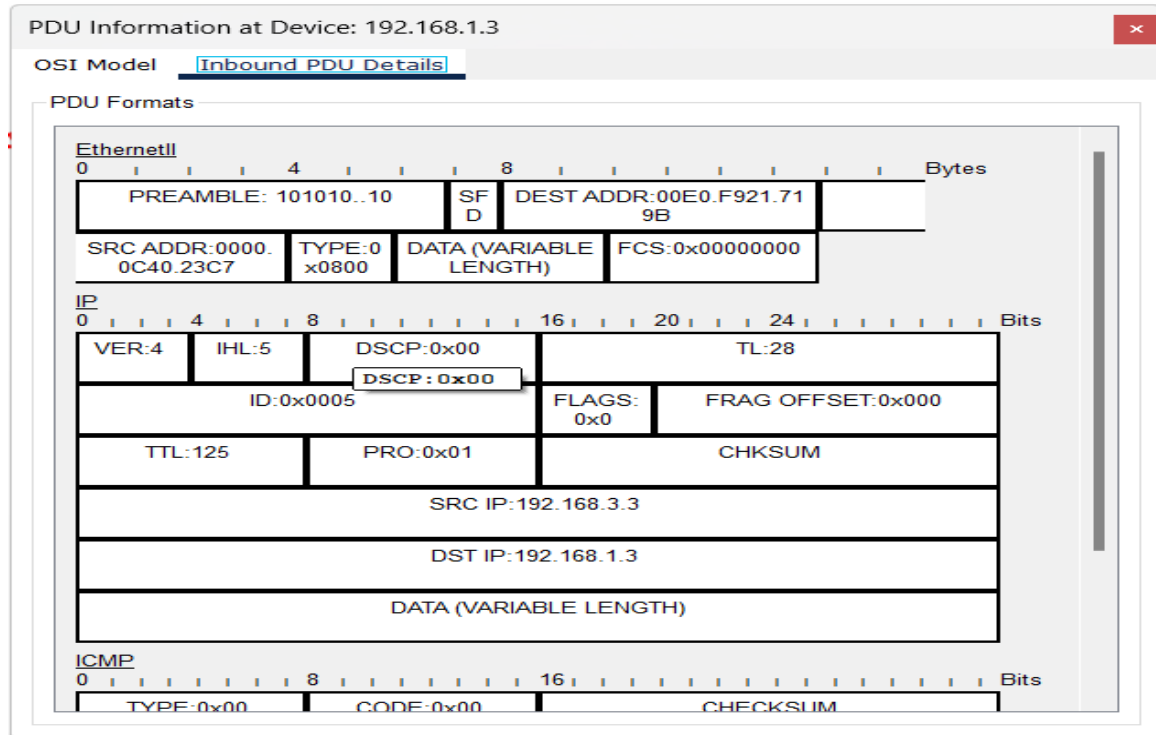 PDU Information at Device: 192.168.1.3
×
OSI Model Inbound PDU Details
PDU Formats
EthernetII
0 4 8 Bytes
PREAMBLE: 101010..10
SF
D
DEST ADDR:00E0.F921.71
9B
SRC ADDR:0000.
0C40.23C7
TYPE:0
x0800
DATA (VARIABLE
LENGTH)
FCS:0x00000000
IP
0 4 8 16 20 24 Bits
VER:4 IHL:5 DSCP:0x00 TL:28
DSCP:0x00
ID:0x0005
FLAGS:
0x0
FRAG OFFSET:0x000
TTL:125 PRO:0x01 CHKSUM
SRC IP:192.168.3.3
DST IP:192.168.1.3
DATA (VARIABLE LENGTH)
ICMP
0 8 16 Bits
TYPE:0x00 CODE:0x00 CHECKSUM